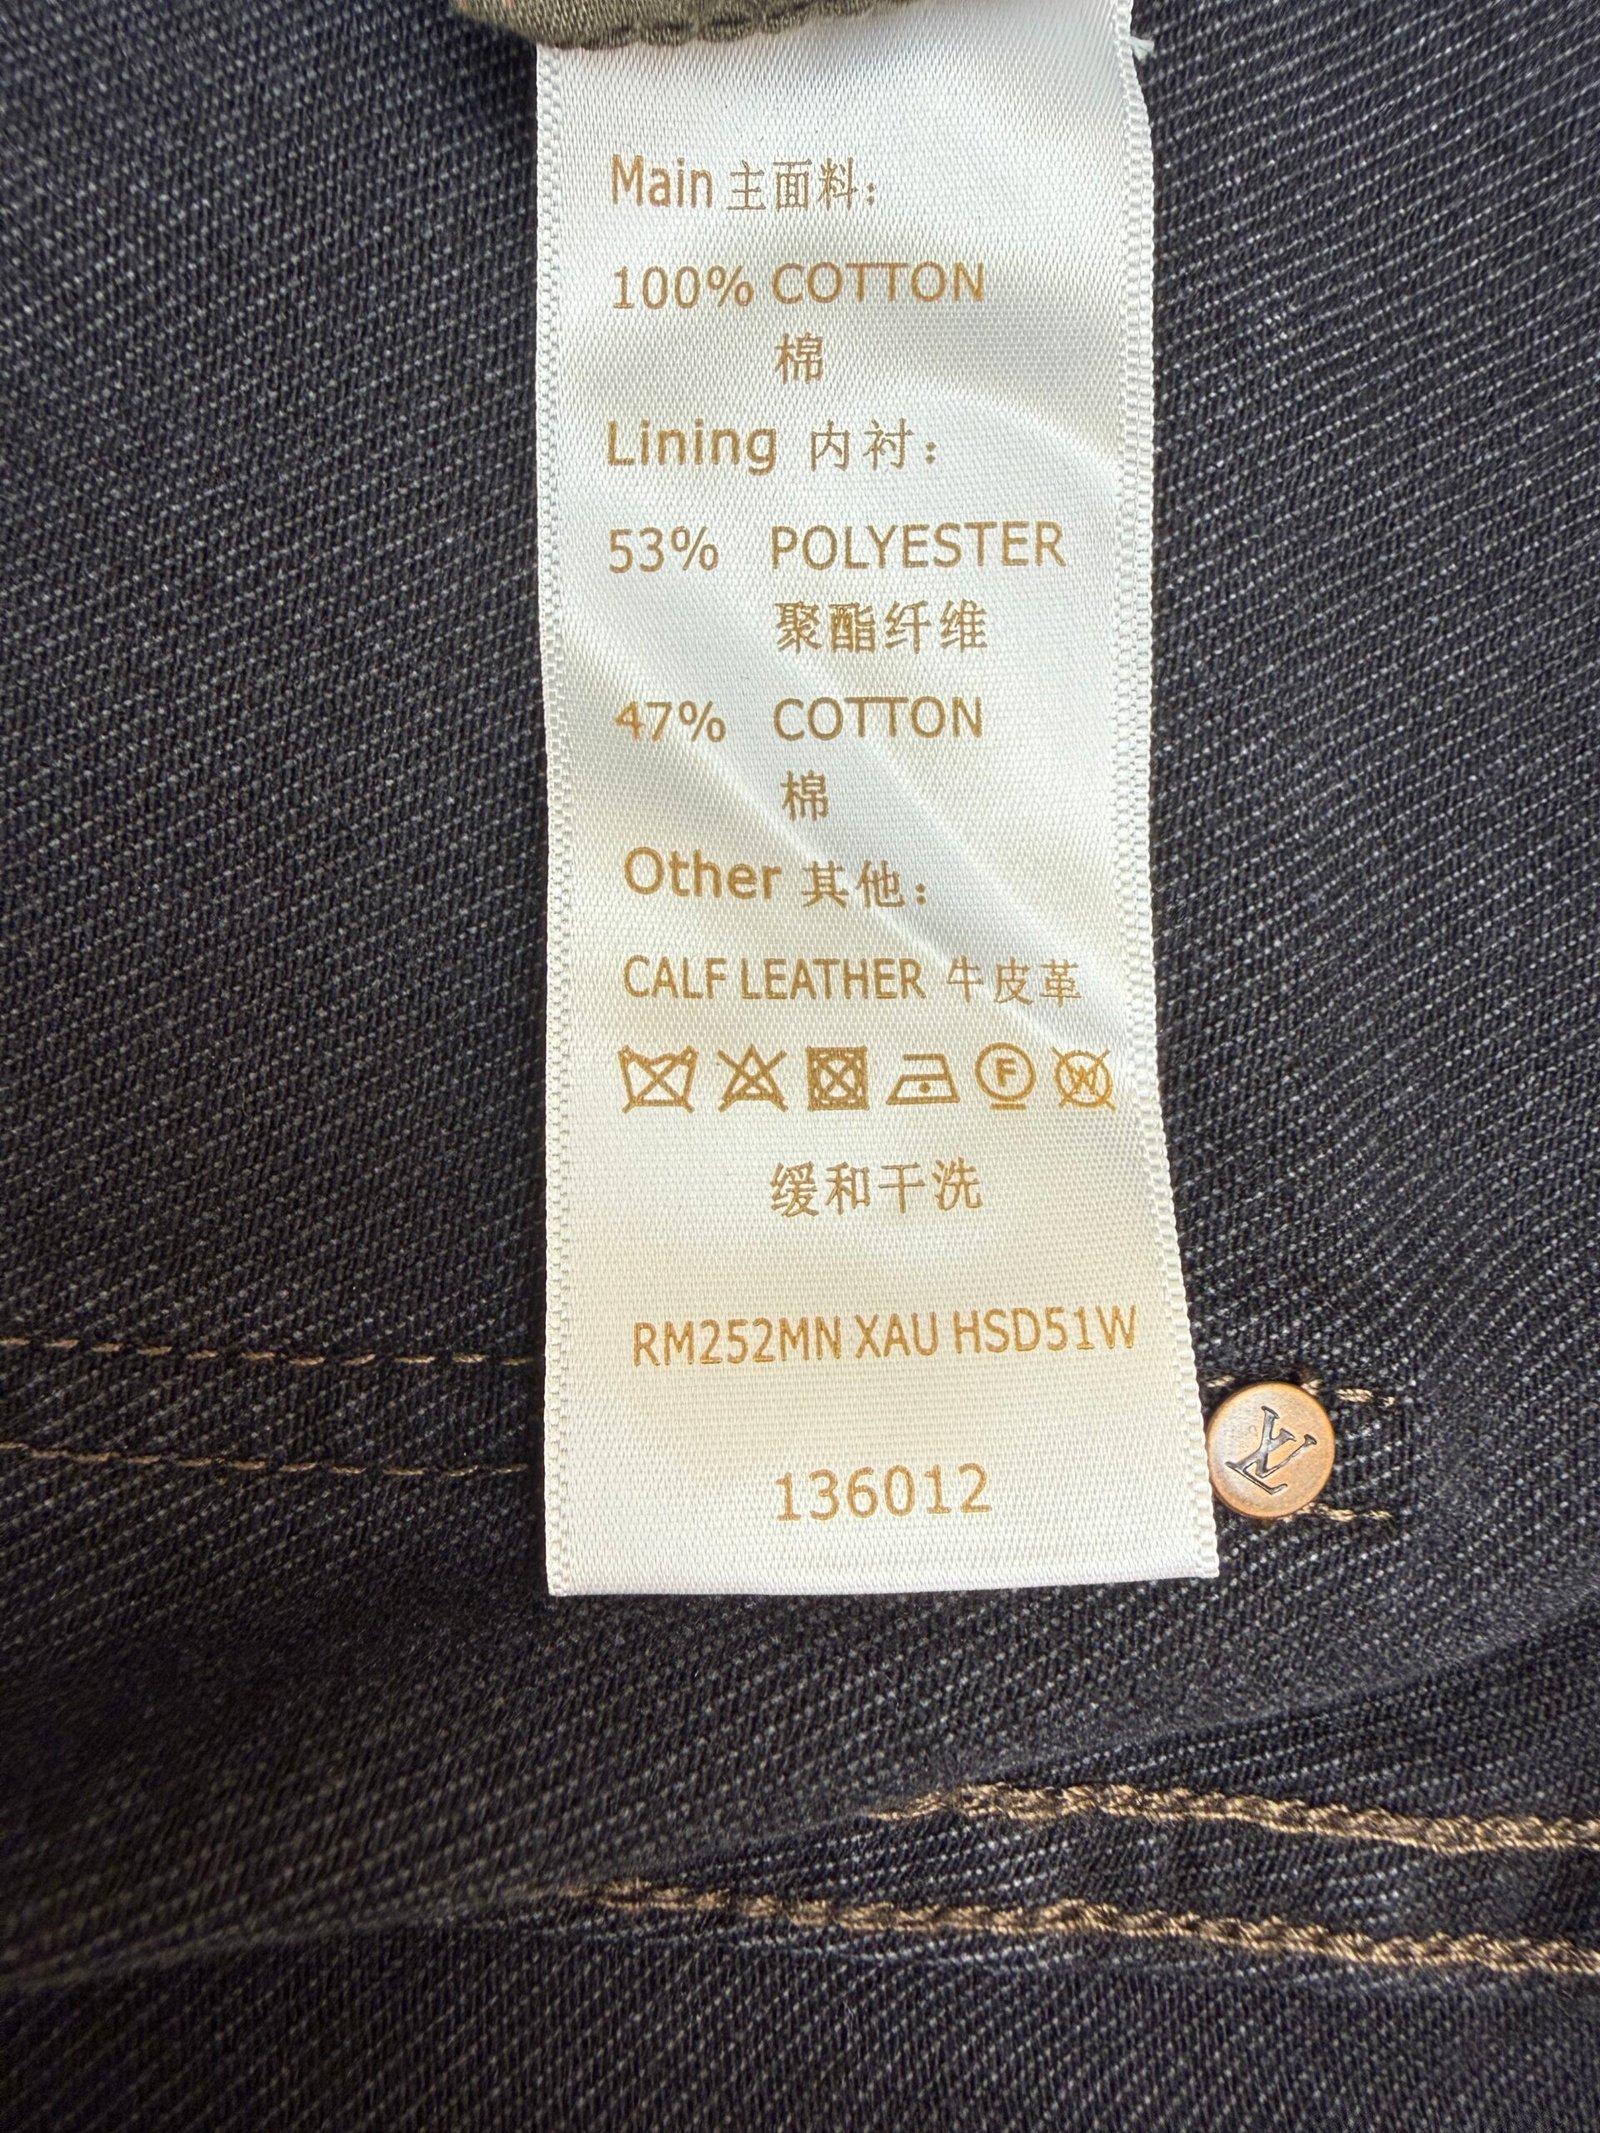 Main 主面料:
100% COTTON
棉
Lining 内衬:
53% POLYESTER
聚酯纤维
47% COTTON
棉
Other 其他:
CALF LEATHER 牛皮革
F W
缓和干洗
RM252MN XAU HSD51W
LV
136012